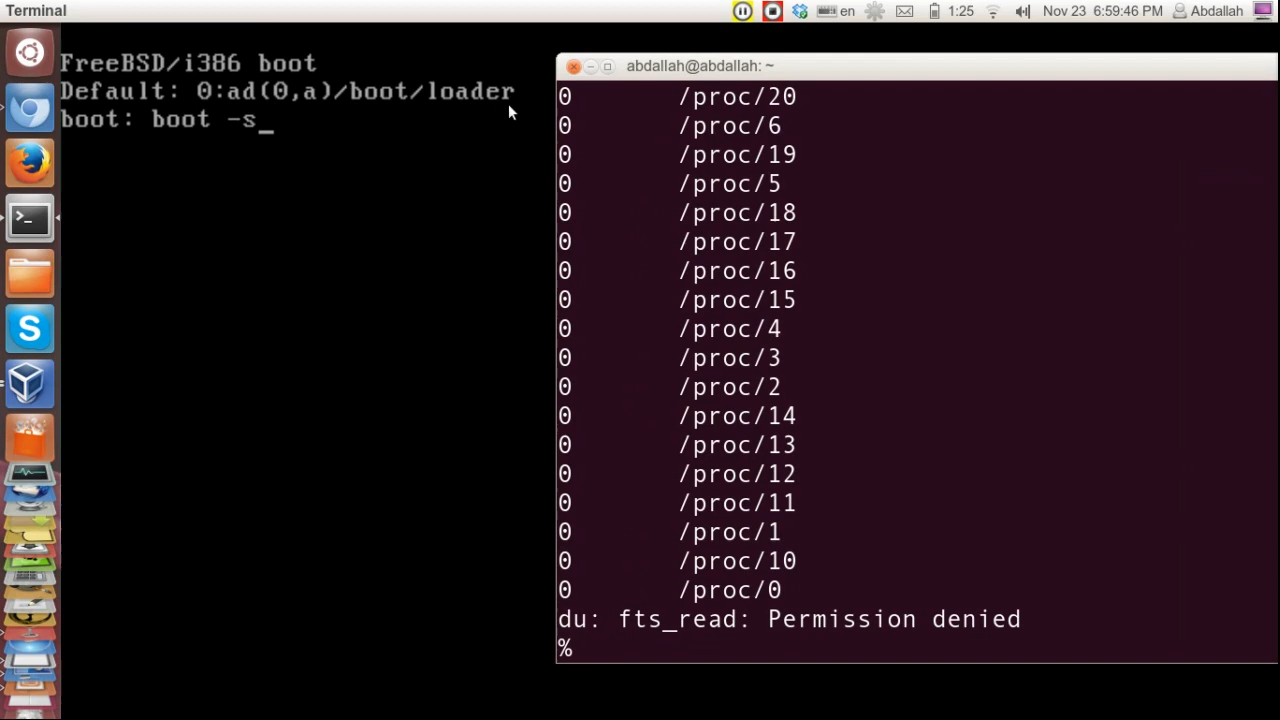 Terminal
en
1:25
Nov 23 6:59:46 PM
Abdallah
FreeBSD/i386 boot
Default: 0:ad(0,a)/boot/loader
boot: boot -s_
abdallah@abdallah: ~
0 /proc/20
0 /proc/6
0 /proc/19
0 /proc/5
0 /proc/18
0 /proc/17
0 /proc/16
0 /proc/15
0 /proc/4
0 /proc/3
0 /proc/2
0 /proc/14
0 /proc/13
0 /proc/12
0 /proc/11
0 /proc/1
0 /proc/10
0 /proc/0
du: fts_read: Permission denied
%